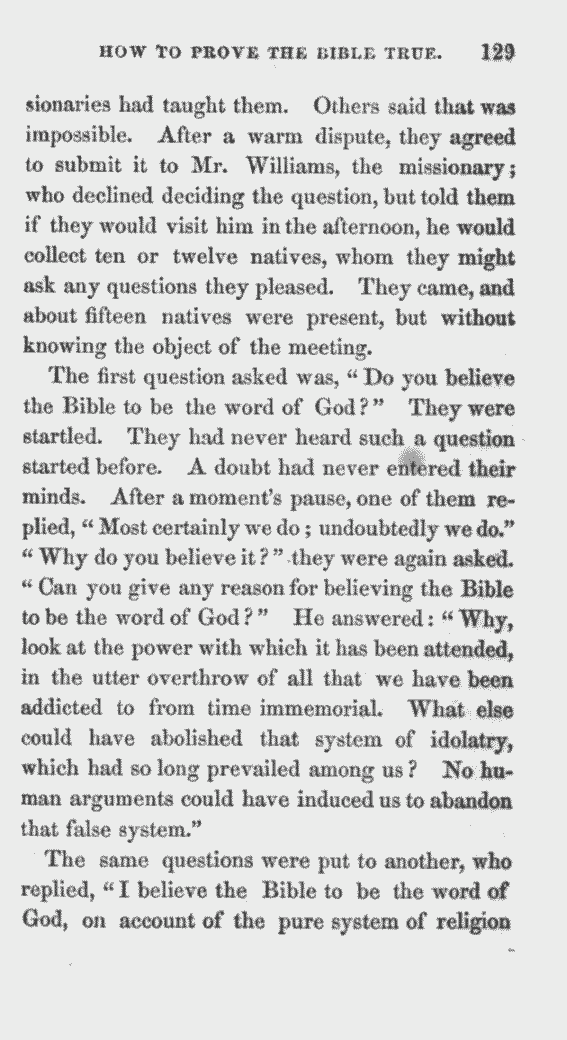 HOW TO PROVE THE BIBLE TRUE. 129
sionaries had taught them. Others said that was
impossible. After a warm dispute, they agreed
to submit it to Mr. Williams, the missionary;
who declined deciding the question, but told them
if they would visit him in the afternoon, he would
collect ten or twelve natives, whom they might
ask any questions they pleased. They came, and
about fifteen natives were present, but without
knowing the object of the meeting.
The first question asked was, “Do you believe
the Bible to be the word of God?” They were
startled. They had never heard such a question
started before. A doubt had never entered their
minds. After a moment's pause, one of them re-
plied, “Most certainly we do; undoubtedly we do.”
“Why do you believe it?” they were again asked.
“Can you give any reason for believing the Bible
to be the word of God?” He answered: “Why,
look at the power with which it has been attended,
in the utter overthrow of all that we have been
addicted to from time immemorial. What else
could have abolished that system of idolatry,
which had so long prevailed among us? No hu-
man arguments could have induced us to abandon
that false system.”
The same questions were put to another, who
replied, “I believe the Bible to be the word of
God, on account of the pure system of religion